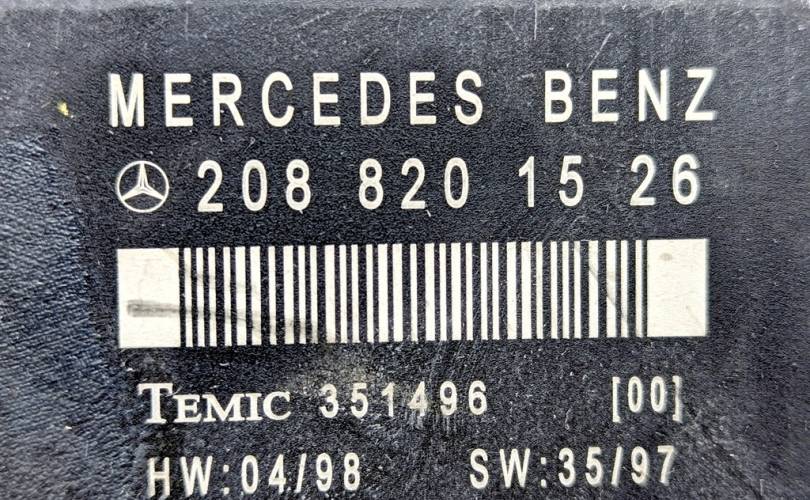 MERCEDES BENZ
208 820 15 26
TEMIC 351496 [00]
HW:04/98 SW:35/97